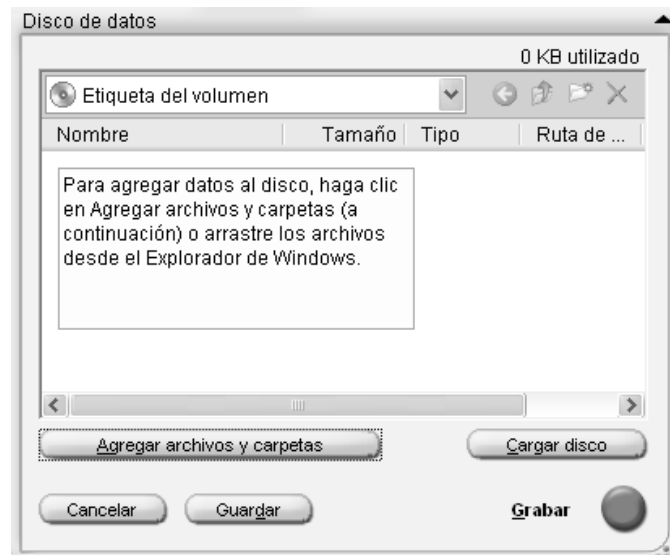 Disco de datos
0 KB utilizado
Etiqueta del volumen
Nombre Tamaño Tipo Ruta de ...
Para agregar datos al disco, haga clic
en Agregar archivos y carpetas (a
continuación) o arrastre los archivos
desde el Explorador de Windows.
Agregar archivos y carpetas Cargar disco
Cancelar Guardar Grabar